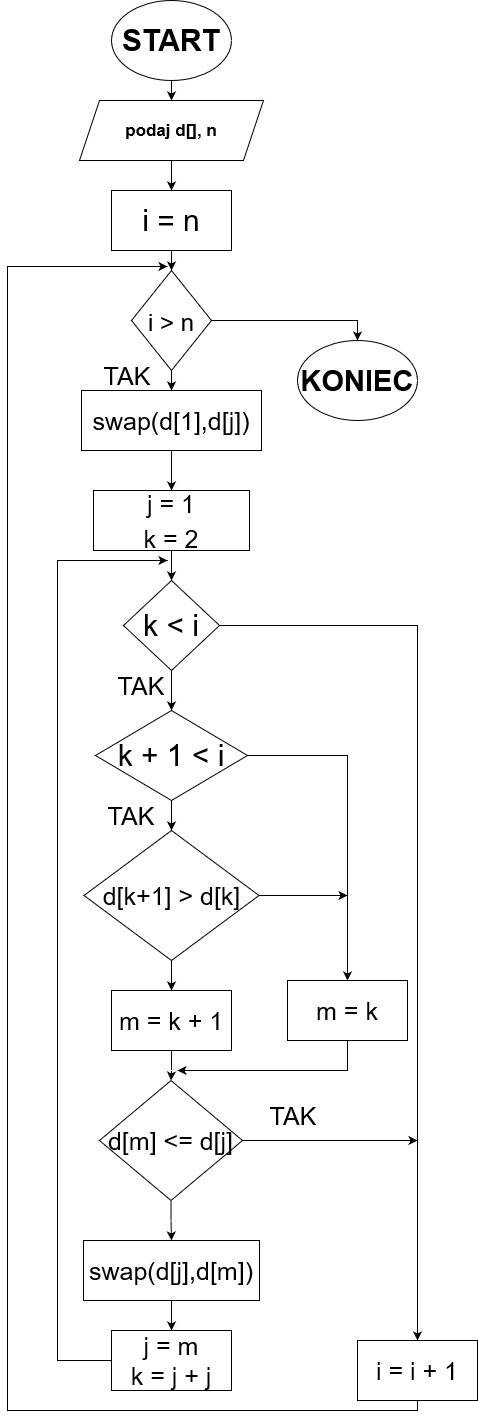 START
podaj d[], n
i = n
i > n
KONIEC
TAK
swap(d[1],d[j])
j = 1
k = 2
k < i
TAK
k + 1 < i
TAK
d[k+1] > d[k]
m = k + 1
m = k
TAK
d[m] <= d[j]
swap(d[j],d[m])
j = m
k = j + j
i = i + 1